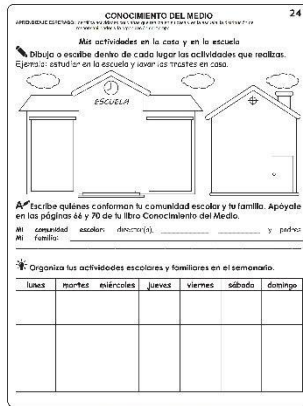 CONOCIMIENTO DEL MEDIO
24
Mis actividades en la casa y en la escuela
Dibuja o escribe dentro de cada lugar las actividades que realizas.
Ejemplo: estudiar en la escuela y lavar los trastes en casa.
ESCUELA
Escribe quiénes conforman tu comunidad escolar y tu familia. Apóyate
en las páginas 66 y 70 de tu libro Conocimiento del Medio.
Mi comunidad escolar: director(a), ____________ ____________ y padres
Mi familia:
Organiza tus actividades escolares y familiares en el semanario.
lunes martes miércoles jueves viernes sábado domingo